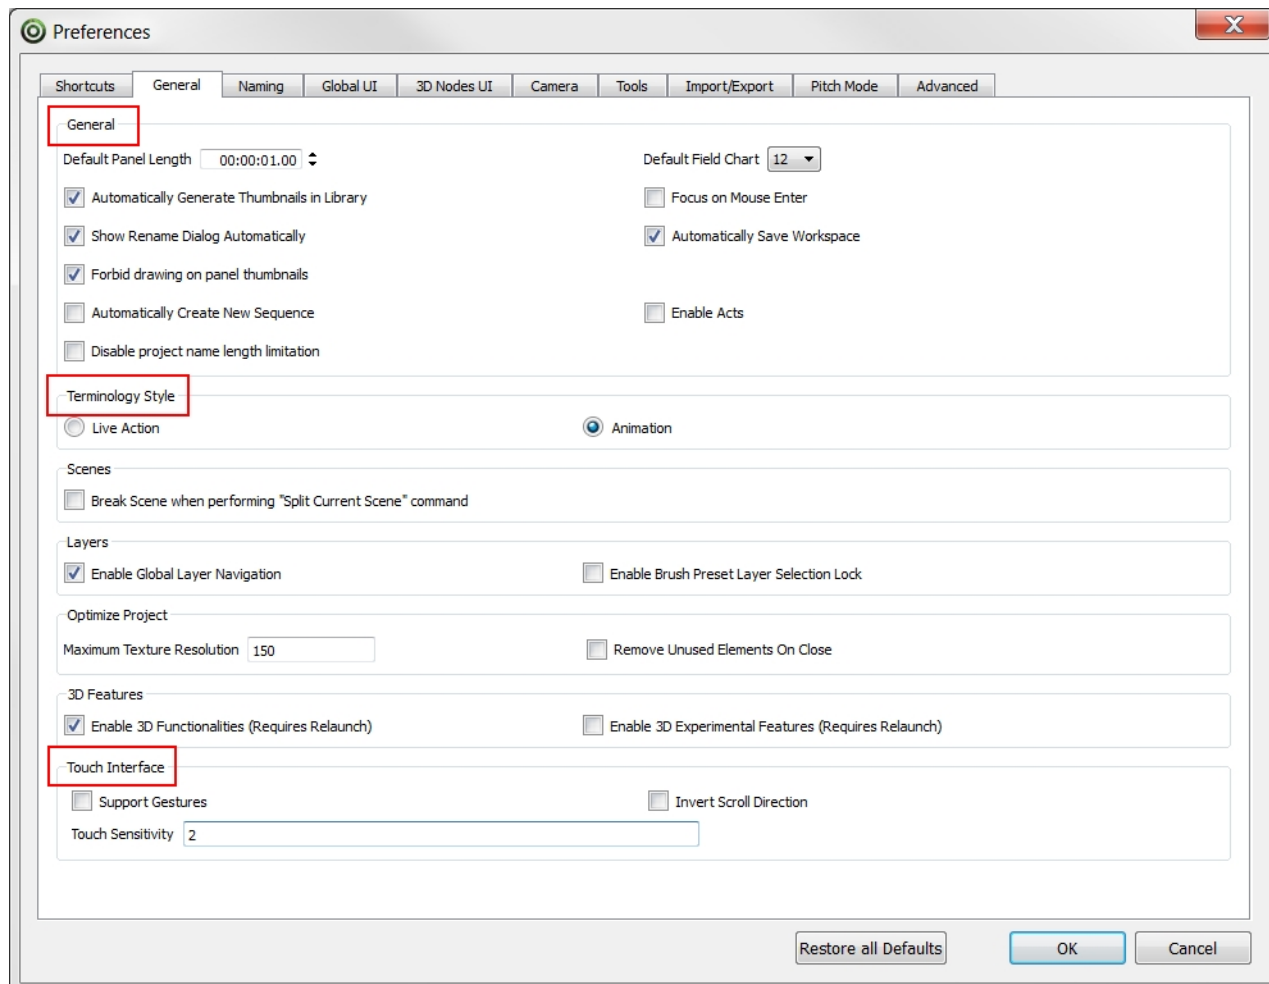 Preferences
Shortcuts General Naming Global UI 3D Nodes UI Camera Tools Import/Export Pitch Mode Advanced
General
Default Panel Length 00:00:01.00 Default Field Chart 12
Automatically Generate Thumbnails in Library Focus on Mouse Enter
Show Rename Dialog Automatically Automatically Save Workspace
Forbid drawing on panel thumbnails
Automatically Create New Sequence Enable Acts
Disable project name length limitation
Terminology Style
Live Action Animation
Scenes
Break Scene when performing "Split Current Scene" command
Layers
Enable Global Layer Navigation Enable Brush Preset Layer Selection Lock
Optimize Project
Maximum Texture Resolution 150 Remove Unused Elements On Close
3D Features
Enable 3D Functionalities (Requires Relaunch) Enable 3D Experimental Features (Requires Relaunch)
Touch Interface
Support Gestures Invert Scroll Direction
Touch Sensitivity 2
Restore all Defaults OK Cancel